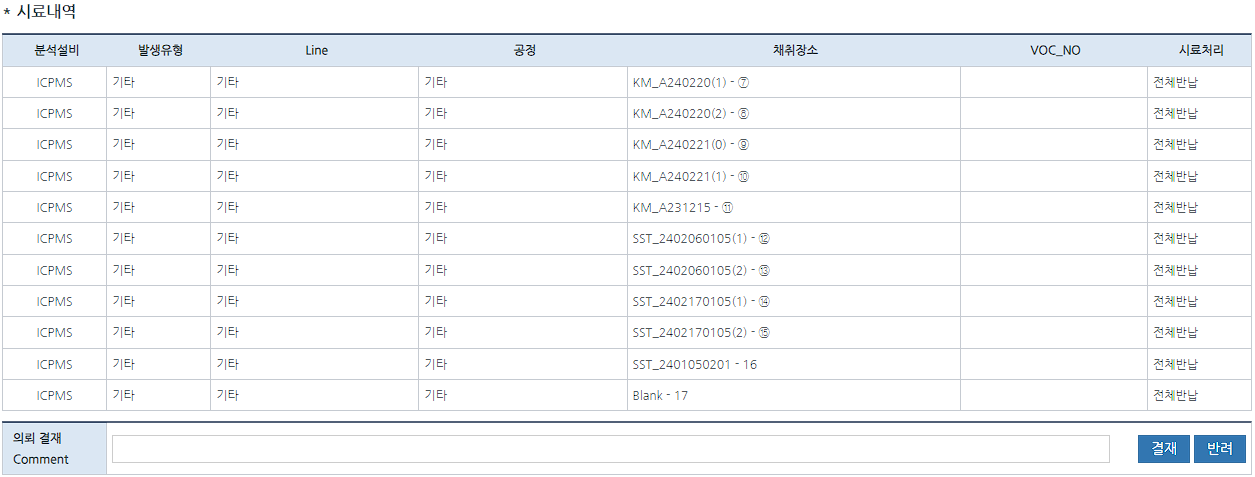 * 시료내역
분석설비 발생유형 Line 공정 채취장소 VOC_NO 시료처리
ICPMS 기타 기타 기타 KM_A240220(1) - ⑦ 전체반납
ICPMS 기타 기타 기타 KM_A240220(2) - ⑧ 전체반납
ICPMS 기타 기타 기타 KM_A240221(0) - ⑨ 전체반납
ICPMS 기타 기타 기타 KM_A240221(1) - ⑩ 전체반납
ICPMS 기타 기타 기타 KM_A231215 - ⑪ 전체반납
ICPMS 기타 기타 기타 SST_2402060105(1) - ⑫ 전체반납
ICPMS 기타 기타 기타 SST_2402060105(2) - ⑬ 전체반납
ICPMS 기타 기타 기타 SST_2402170105(1) - ⑭ 전체반납
ICPMS 기타 기타 기타 SST_2402170105(2) - ⑮ 전체반납
ICPMS 기타 기타 기타 SST_2401050201 - 16 전체반납
ICPMS 기타 기타 기타 Blank - 17 전체반납
의뢰 결재
Comment
결재 반려